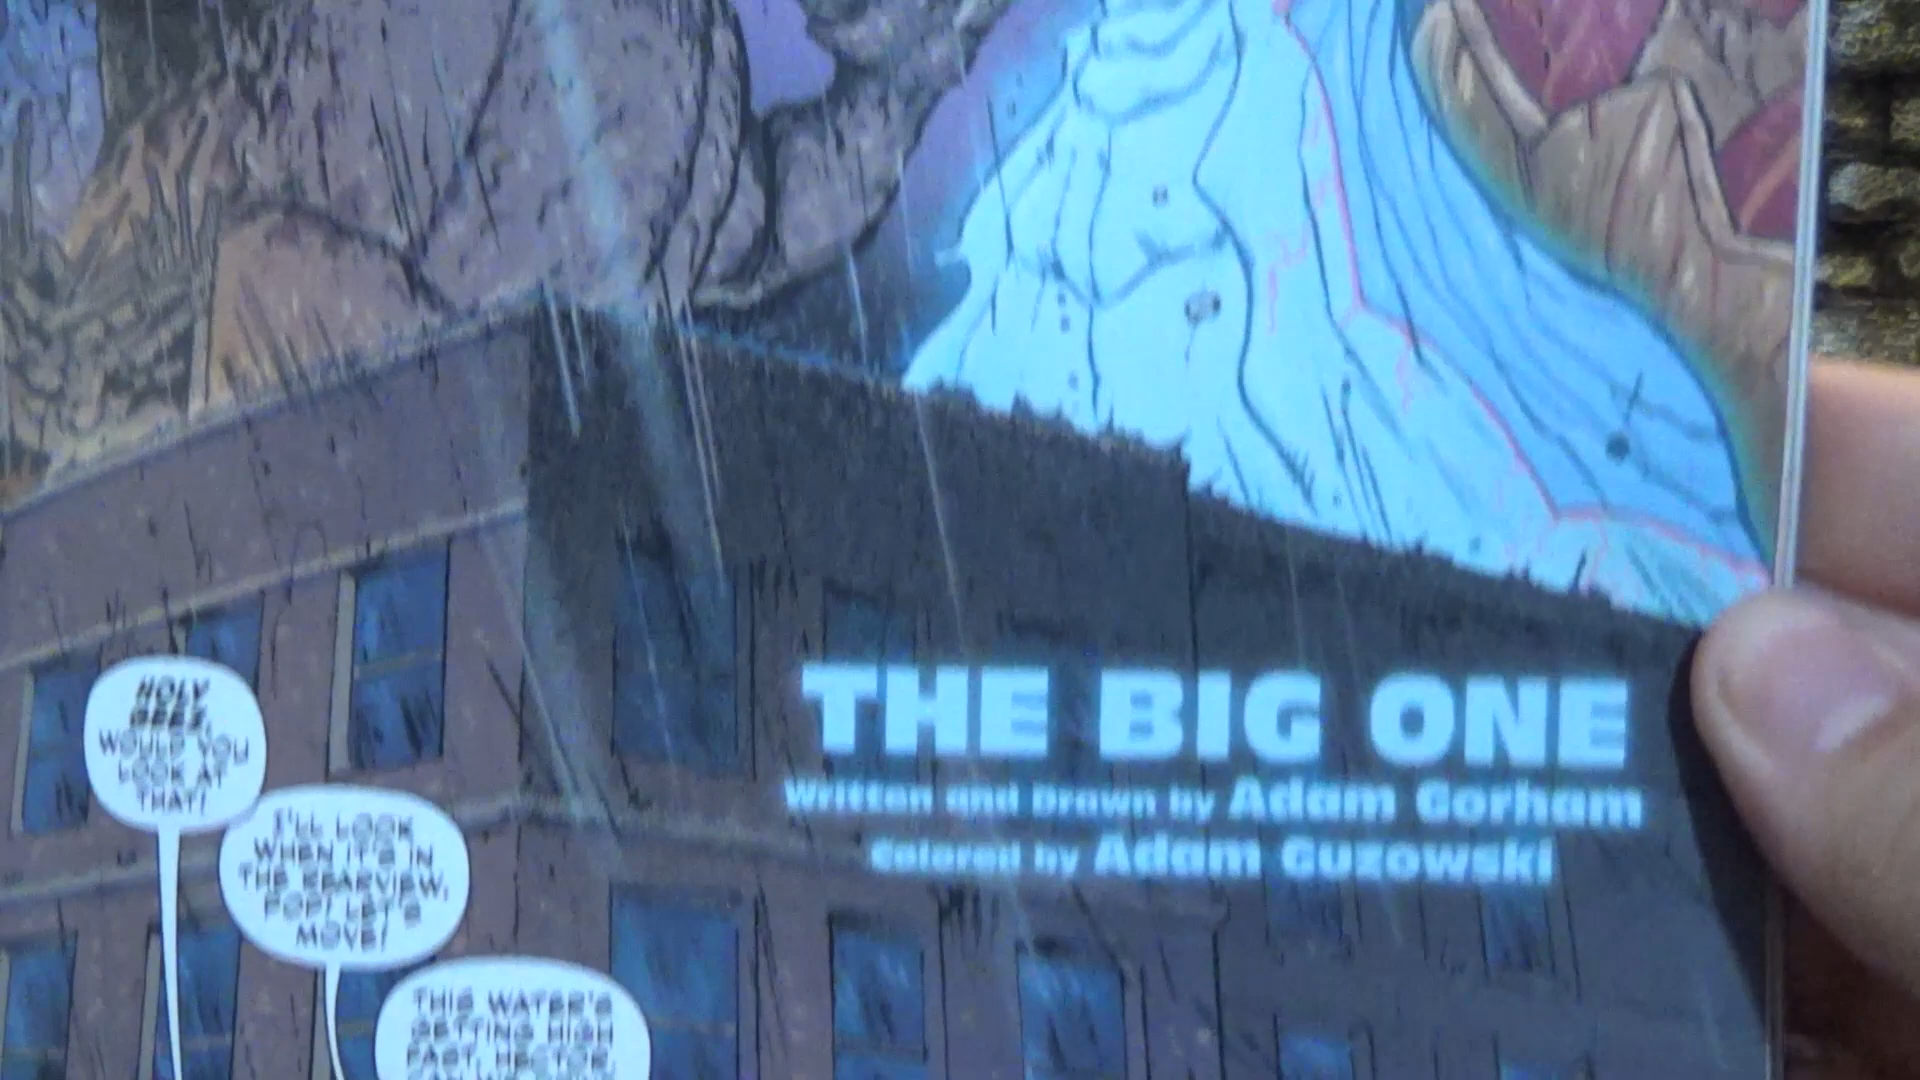 HOLY
BEEZ,
WOULD YOU
LOOK AT
THAT!
I'LL LOOK
WHEN IT'S IN
THE REARVIEW,
POP! LET'S
MOVE!
THIS WATER'S
GETTING HIGH
FAST, HECTOR.
THE BIG ONE
Written and Drawn by Adam Gorham
Colored by Adam Guzowski